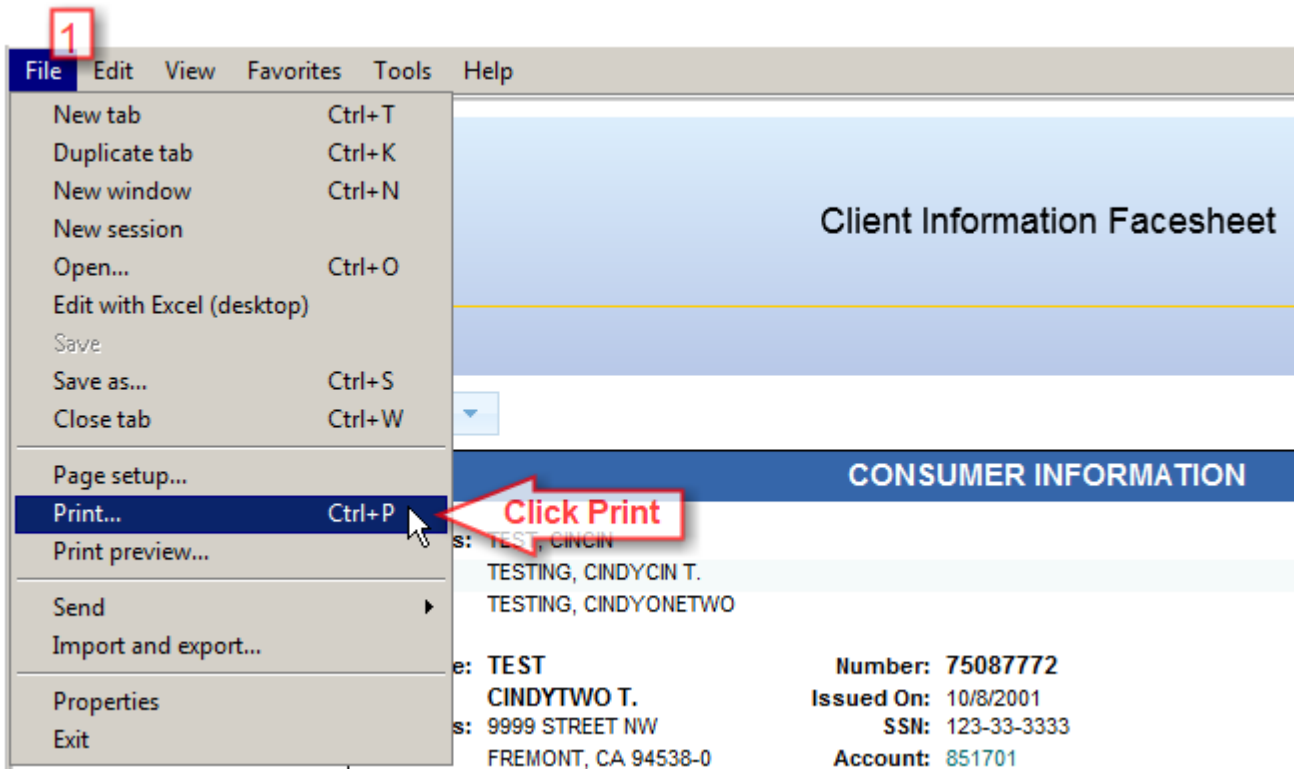 1
File Edit View Favorites Tools Help
New tab Ctrl+T
Duplicate tab Ctrl+K
New window Ctrl+N
New session
Open... Ctrl+O
Edit with Excel (desktop)
Save
Save as... Ctrl+S
Close tab Ctrl+W
Page setup...
Print... Ctrl+P
Print preview...
Send
Import and export...
Properties
Exit
Client Information Facesheet
CONSUMER INFORMATION
Click Print
s: TEST, CINCIN
TESTING, CINDYCIN T.
TESTING, CINDYONETWO
e: TEST Number: 75087772
CINDYTWO T. Issued On: 10/8/2001
s: 9999 STREET NW SSN: 123-33-3333
FREMONT, CA 94538-0 Account: 851701